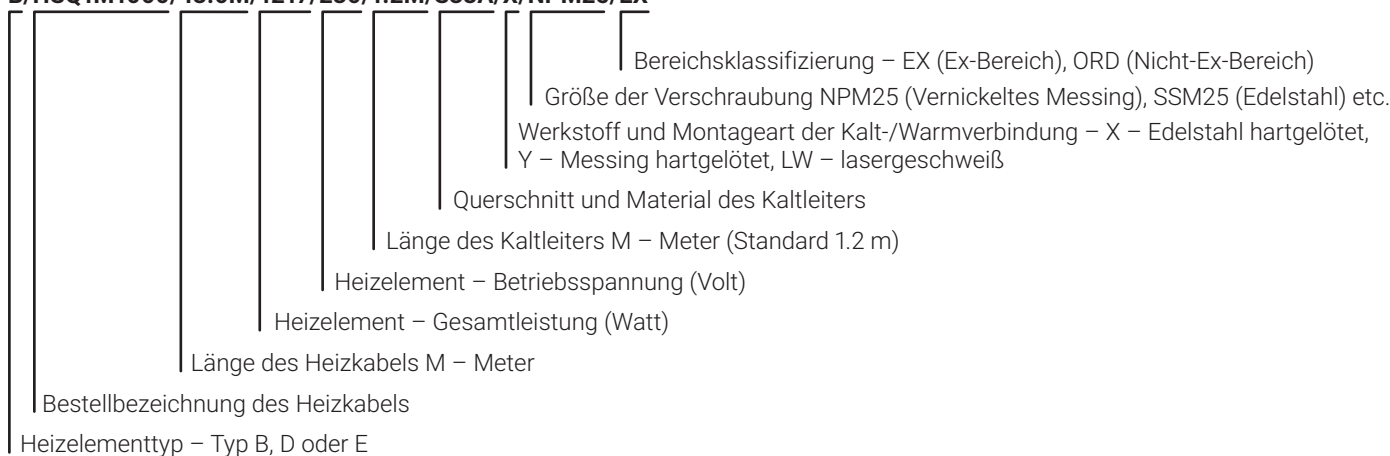 Bereichsklassifizierung – EX (Ex-Bereich), ORD (Nicht-Ex-Bereich)
Größe der Verschraubung NPM25 (Vernickeltes Messing), SSM25 (Edelstahl) etc.
Werkstoff und Montageart der Kalt-/Warmverbindung – X – Edelstahl hartgelötet,
Y – Messing hartgelötet, LW – lasergeschweiß
Querschnitt und Material des Kaltleiters
Länge des Kaltleiters M – Meter (Standard 1.2 m)
Heizelement – Betriebsspannung (Volt)
Heizelement – Gesamtleistung (Watt)
Länge des Heizkabels M – Meter
Bestellbezeichnung des Heizkabels
Heizelementtyp – Typ B, D oder E